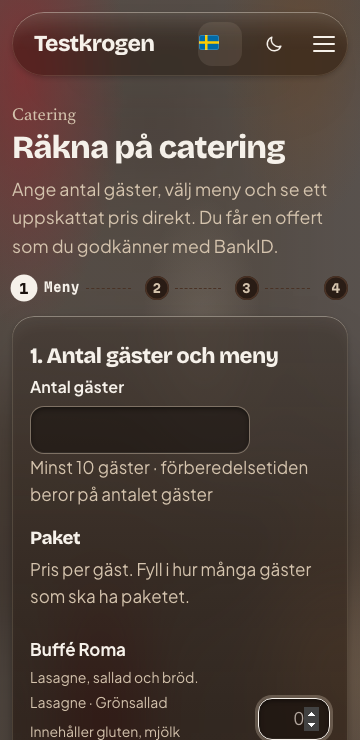 Testkrogen
Catering
Räkna på catering
Ange antal gäster, välj meny och se ett
uppskattat pris direkt. Du får en offert
som du godkänner med BankID.
1 Meny 2 3 4
1. Antal gäster och meny
Antal gäster
Minst 10 gäster · förberedelsetiden
beror på antalet gäster
Paket
Pris per gäst. Fyll i hur många gäster
som ska ha paketet.
Buffé Roma
Lasagne, sallad och bröd.
Lasagne · Grönsallad
0
Innehåller gluten, mjölk